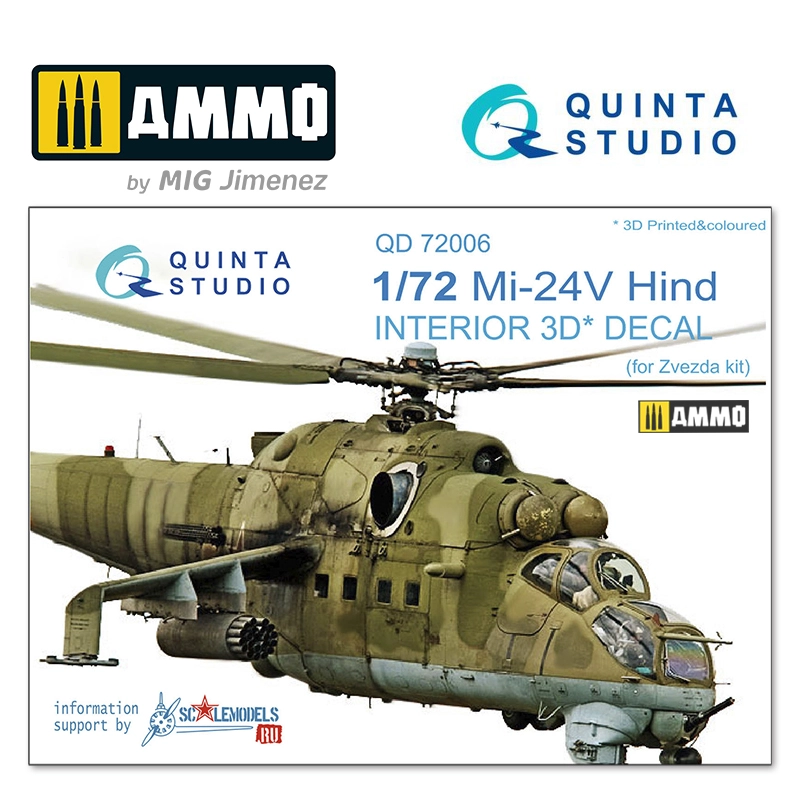 AMMO
by MIG Jimenez
QUINTA
STUDIO
* 3D Printed&coloured
QUINTA
STUDIO
QD 72006
1/72 Mi-24V Hind
INTERIOR 3D* DECAL
(for Zvezda kit)
AMMO
information
support by
SCALEMODELS
RU